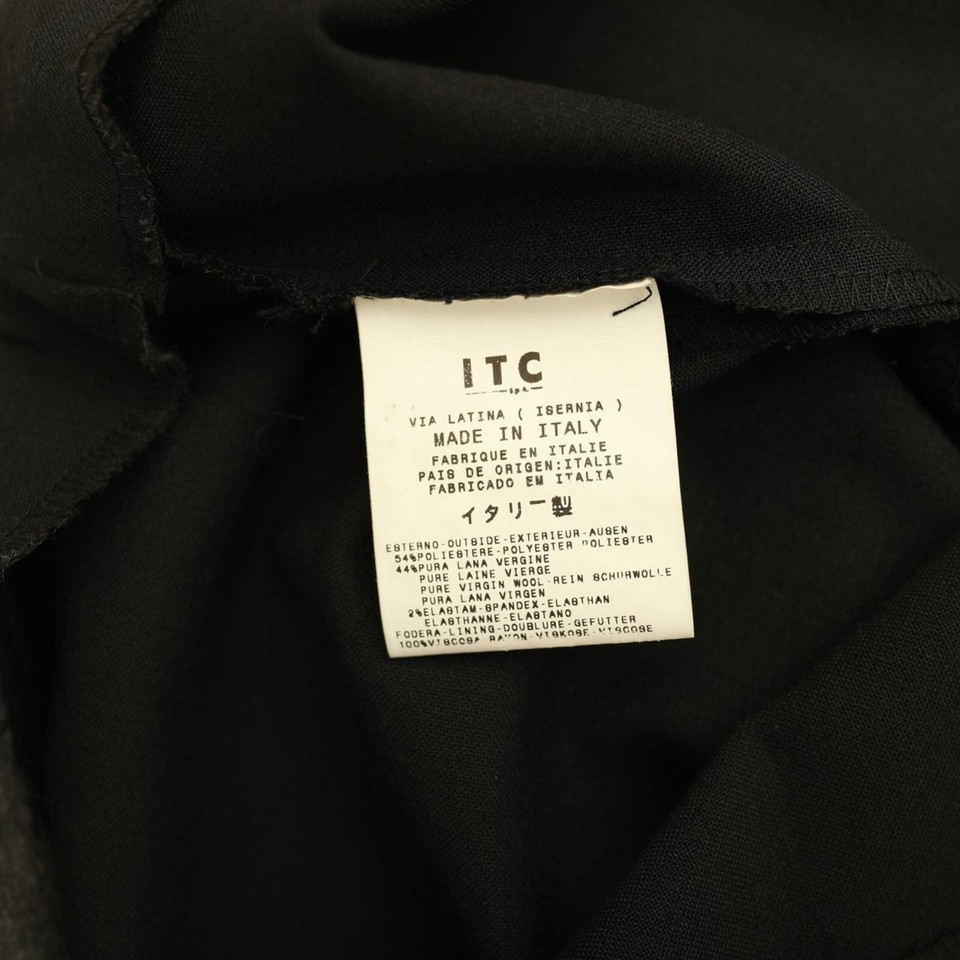 ITC
S.p.A.
VIA LATINA ( ISERNIA )
MADE IN ITALY
FABRIQUE EN ITALIE
PAIS DE ORIGEN:ITALIE
FABRICADO EM ITALIA
イタリー製
ESTERNO-OUTSIDE-EXTERIEUR-AUSEN
54%POLIESTERE-POLYESTER POLIESTER
44%PURA LANA VERGINE
PURE LAINE VIERGE
PURE VIRGIN WOOL-REIN SCHURWOLLE
PURA LANA VIRGEN
2%ELASTAM-SPANDEX-ELASTHAN
ELASTHANNE-ELASTANO
FODERA-LINING-DOUBLURE-GEFUTTER
100%VISCOSA RAYON-VISKOSE-VISCOSE